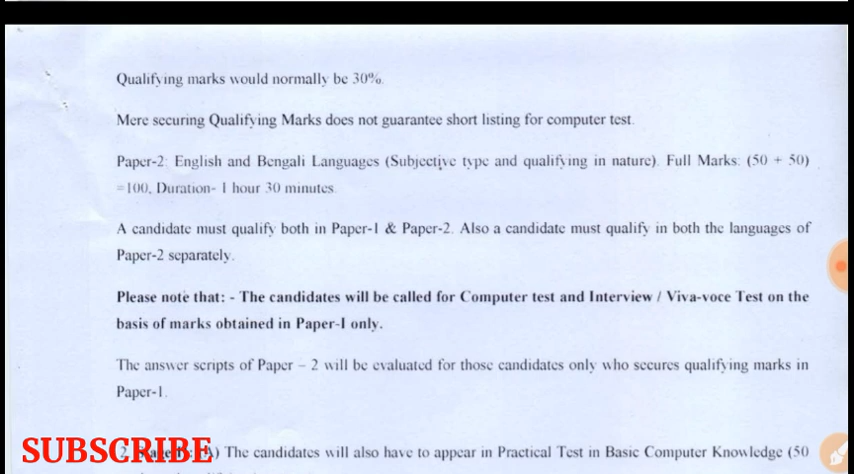 Qualifying marks would normally be 30%.
Mere securing Qualifying Marks does not guarantee short listing for computer test.
Paper-2: English and Bengali Languages (Subjective type and qualifying in nature). Full Marks: (50 + 50)
=100, Duration- 1 hour 30 minutes.
A candidate must qualify both in Paper-1 & Paper-2. Also a candidate must qualify in both the languages of
Paper-2 separately.
Please note that: - The candidates will be called for Computer test and Interview / Viva-voce Test on the
basis of marks obtained in Paper-I only.
The answer scripts of Paper – 2 will be evaluated for those candidates only who secures qualifying marks in
Paper-1.
SUBSCRIBE
The candidates will also have to appear in Practical Test in Basic Computer Knowledge (50